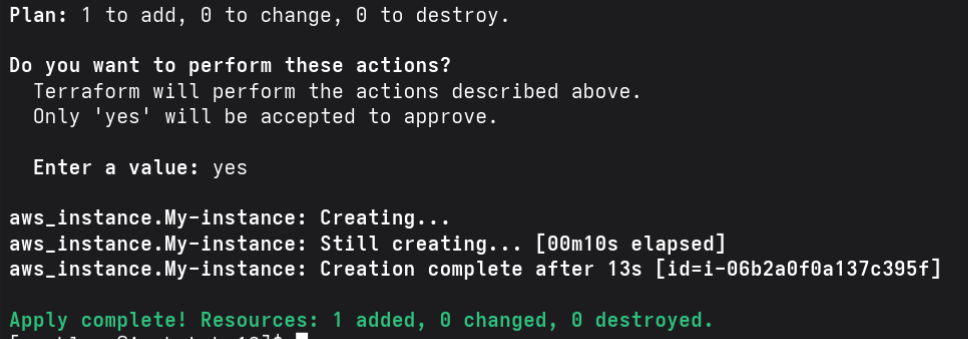 Plan: 1 to add, 0 to change, 0 to destroy.
Do you want to perform these actions?
Terraform will perform the actions described above.
Only 'yes' will be accepted to approve.
Enter a value: yes
aws_instance.My-instance: Creating...
aws_instance.My-instance: Still creating... [00m10s elapsed]
aws_instance.My-instance: Creation complete after 13s [id=i-06b2a0f0a137c395f]
Apply complete! Resources: 1 added, 0 changed, 0 destroyed.